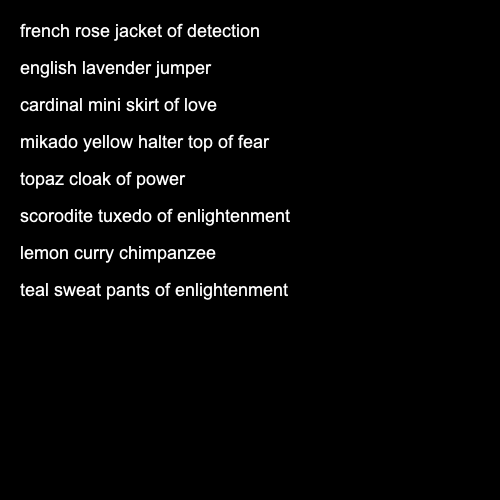 french rose jacket of detection
english lavender jumper
cardinal mini skirt of love
mikado yellow halter top of fear
topaz cloak of power
scorodite tuxedo of enlightenment
lemon curry chimpanzee
teal sweat pants of enlightenment